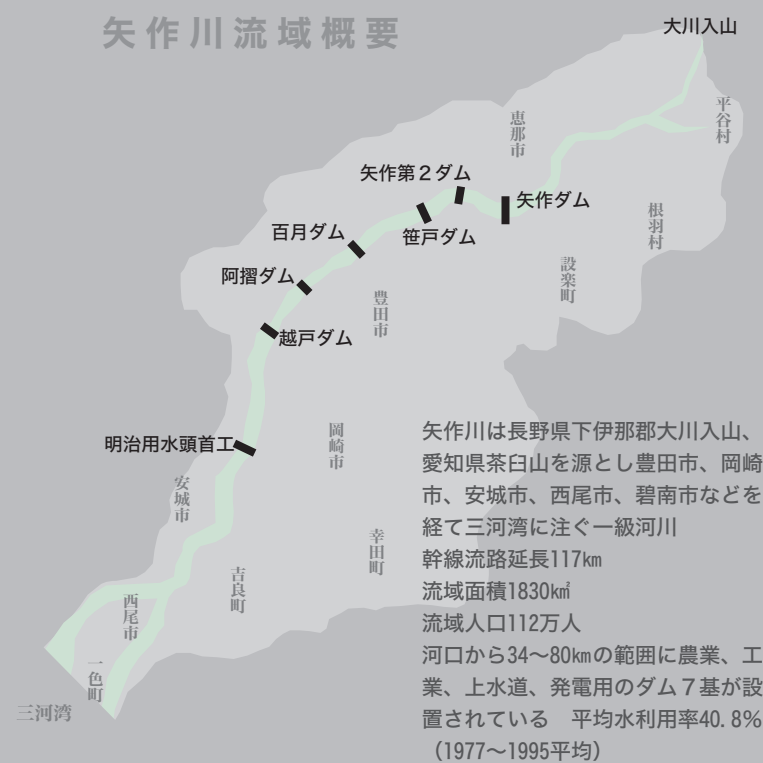 矢作川流域概要
大川入山
平谷村
恵那市
矢作第２ダム
矢作ダム
根羽村
百月ダム
笹戸ダム
設楽町
阿摺ダム
豊田市
越戸ダム
明治用水頭首工
岡崎市
安城市
幸田町
吉良町
西尾市
一色町
三河湾
矢作川は長野県下伊那郡大川入山、
愛知県茶臼山を源とし豊田市、岡崎
市、安城市、西尾市、碧南市などを
経て三河湾に注ぐ一級河川
幹線流路延長117㎞
流域面積1830㎢
流域人口112万人
河口から34～80㎞の範囲に農業、工
業、上水道、発電用のダム７基が設
置されている　平均水利用率40.8%
（1977～1995平均）